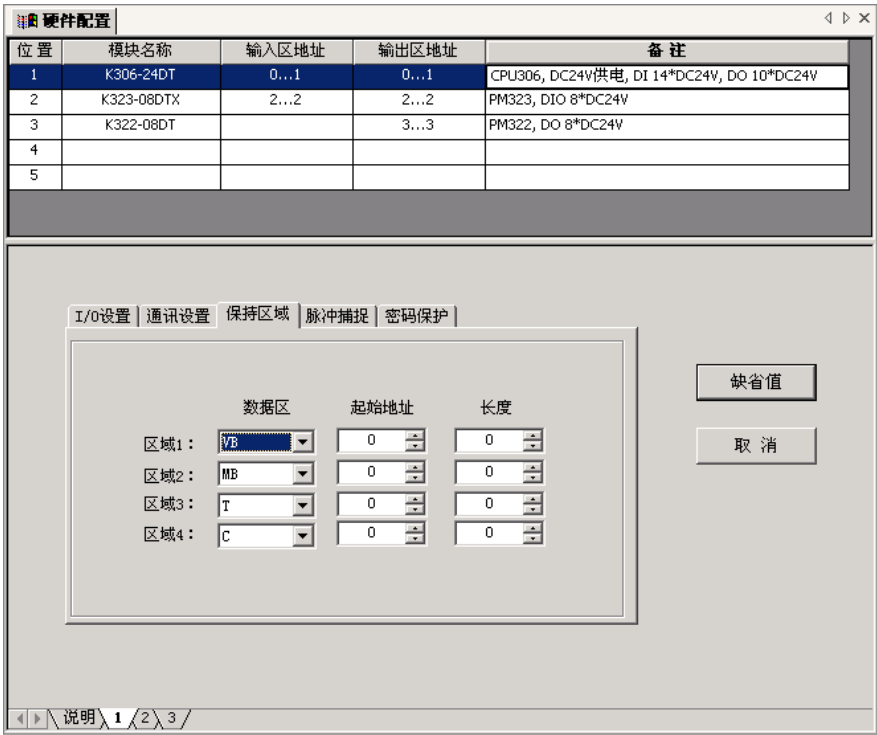 硬件配置
位置 模块名称 输入区地址 输出区地址 备注
1 K306-24DT 0...1 0...1 CPU306, DC24V供电, DI 14*DC24V, DO 10*DC24V
2 K323-08DTX 2...2 2...2 PM323, DIO 8*DC24V
3 K322-08DT 3...3 PM322, DO 8*DC24V
4
5
I/O设置 通讯设置 保持区域 脉冲捕捉 密码保护
缺省值
数据区 起始地址 长度
区域1： VB 0 0
取 消
区域2： MB 0 0
区域3： T 0 0
区域4： C 0 0
说明 1 2 3